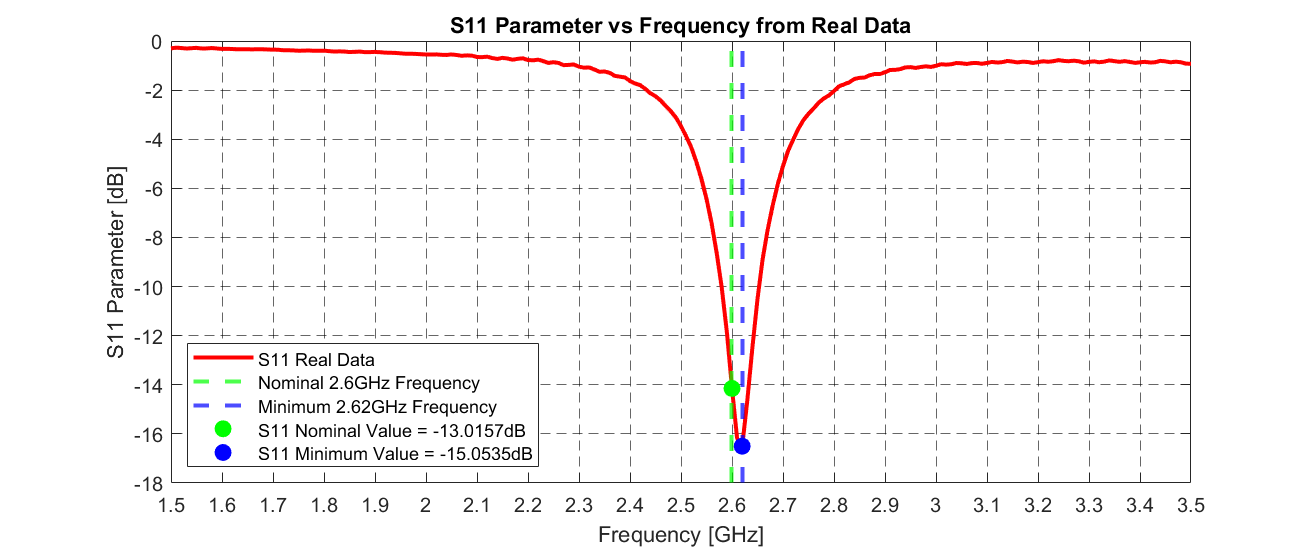 S11 Parameter vs Frequency from Real Data
0
-2
-4
-6
-8
-10
-12
-14
-16
-18
S11 Parameter [dB]
S11 Real Data
Nominal 2.6GHz Frequency
Minimum 2.62GHz Frequency
S11 Nominal Value = -13.0157dB
S11 Minimum Value = -15.0535dB
1.5 1.6 1.7 1.8 1.9 2 2.1 2.2 2.3 2.4 2.5 2.6 2.7 2.8 2.9 3 3.1 3.2 3.3 3.4 3.5
Frequency [GHz]